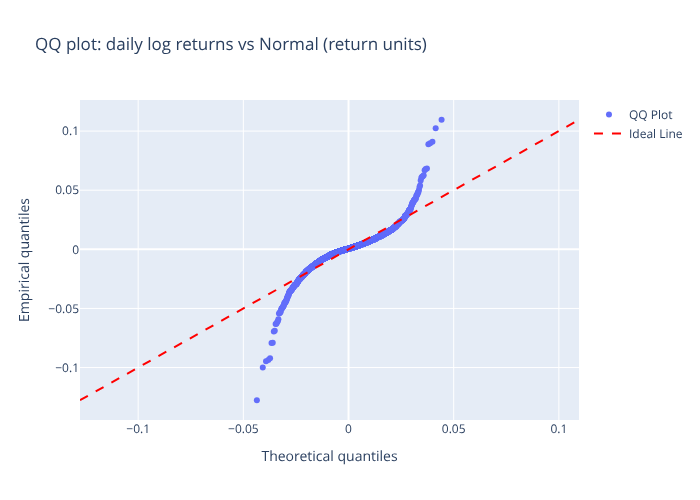 QQ plot: daily log returns vs Normal (return units)
QQ Plot
Ideal Line
0.1
0.05
0
−0.05
−0.1
−0.1
−0.05
0
0.05
0.1
Theoretical quantiles
Empirical quantiles